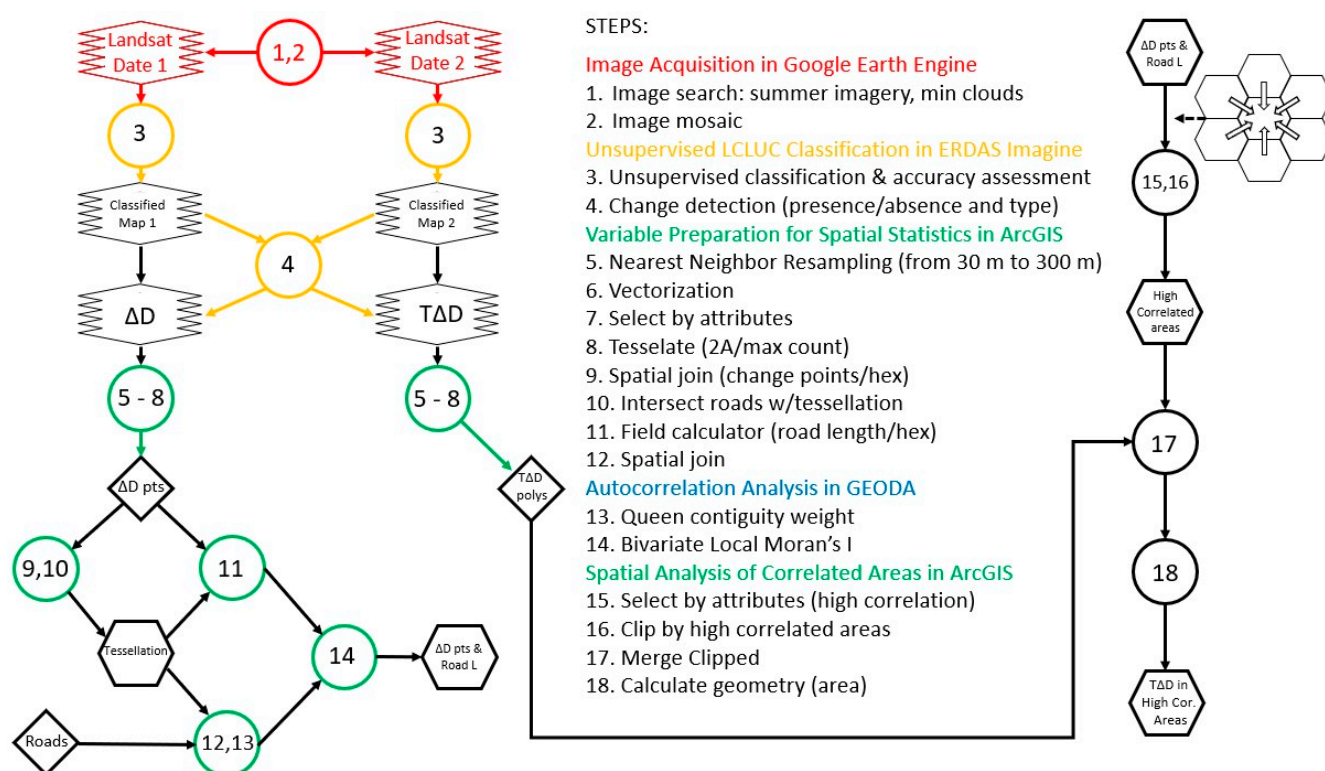 Landsat
Date 1
1,2
Landsat
Date 2
3
3
Classified
Map 1
Classified
Map 2
4
ΔD
TΔD
5 - 8
5 - 8
ΔD pts
TΔD
polys
9,10
11
Tessellation
14
ΔD pts &
Road L
Roads
12,13
STEPS:
Image Acquisition in Google Earth Engine
1. Image search: summer imagery, min clouds
2. Image mosaic
Unsupervised LCLUC Classification in ERDAS Imagine
3. Unsupervised classification & accuracy assessment
4. Change detection (presence/absence and type)
Variable Preparation for Spatial Statistics in ArcGIS
5. Nearest Neighbor Resampling (from 30 m to 300 m)
6. Vectorization
7. Select by attributes
8. Tesselate (2A/max count)
9. Spatial join (change points/hex)
10. Intersect roads w/tessellation
11. Field calculator (road length/hex)
12. Spatial join
Autocorrelation Analysis in GEODA
13. Queen contiguity weight
14. Bivariate Local Moran's I
Spatial Analysis of Correlated Areas in ArcGIS
15. Select by attributes (high correlation)
16. Clip by high correlated areas
17. Merge Clipped
18. Calculate geometry (area)
ΔD pts &
Road L
15,16
High
Correlated
areas
17
18
TΔD in
High Cor.
Areas